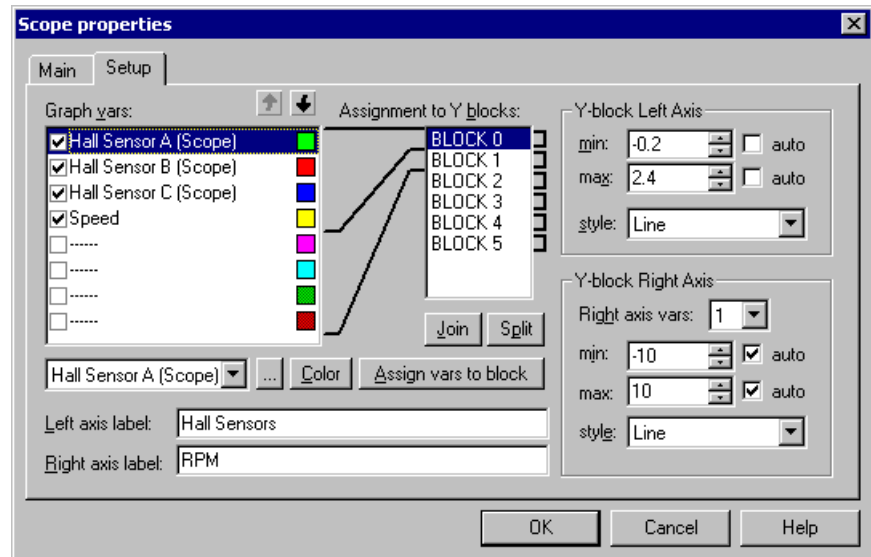 Scope properties
Main
Setup
Graph vars:
Hall Sensor A (Scope)
Hall Sensor B (Scope)
Hall Sensor C (Scope)
Speed
------
------
------
------
Hall Sensor A (Scope)
...
Color
Assign vars to block
Assignment to Y blocks:
BLOCK 0
BLOCK 1
BLOCK 2
BLOCK 3
BLOCK 4
BLOCK 5
Join
Split
Left axis label:
Hall Sensors
Right axis label:
RPM
Y-block Left Axis
min:
-0.2
auto
max:
2.4
auto
style:
Line
Y-block Right Axis
Right axis vars:
1
min:
-10
auto
max:
10
auto
style:
Line
OK
Cancel
Help